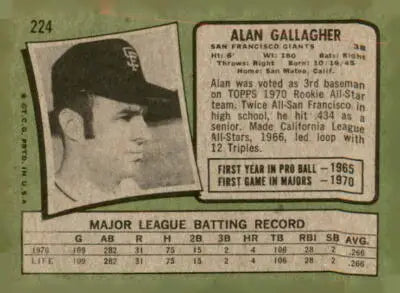 224
ALAN GALLAGHER
SAN FRANCISCO GIANTS 3B
Ht: 6' Wt: 180 Bats: Right
Throws: Right Born: 10/19/45
Home: San Mateo, Calif.
Alan was voted as 3rd baseman
on TOPPS 1970 Rookie All-Star
team. Twice All-San Francisco in
high school, he hit .434 as a
senior. Made California League
All-Stars, 1966, led loop with
12 Triples.
FIRST YEAR IN PRO BALL—1965
FIRST GAME IN MAJORS—1970
SF
© T.C.G. PRTD. IN U.S.A.
MAJOR LEAGUE BATTING RECORD
G AB R H 2B 3B HR TB RBI SB AVG.
1970 109 282 31 75 15 2 4 106 28 2 .266
LIFE 109 282 31 75 15 2 4 106 28 2 .266